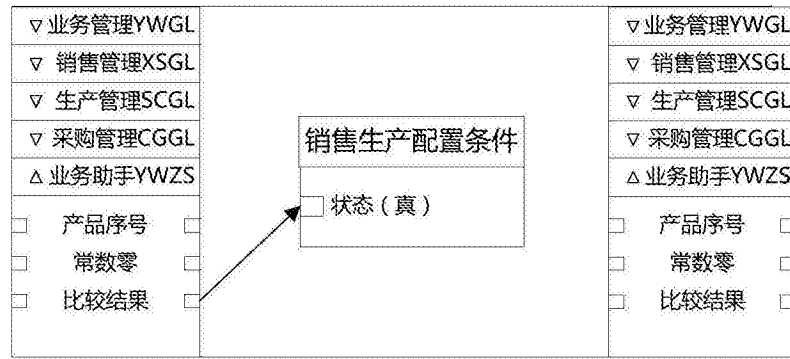 ▽业务管理YWGL
▽ 销售管理XSGL
▽ 生产管理SCGL
▽ 采购管理CGGL
△业务助手YWZS
产品序号
常数零
比较结果
销售生产配置条件
状态（真）
▽业务管理YWGL
▽ 销售管理XSGL
▽ 生产管理SCGL
▽ 采购管理CGGL
△业务助手YWZS
产品序号
常数零
比较结果